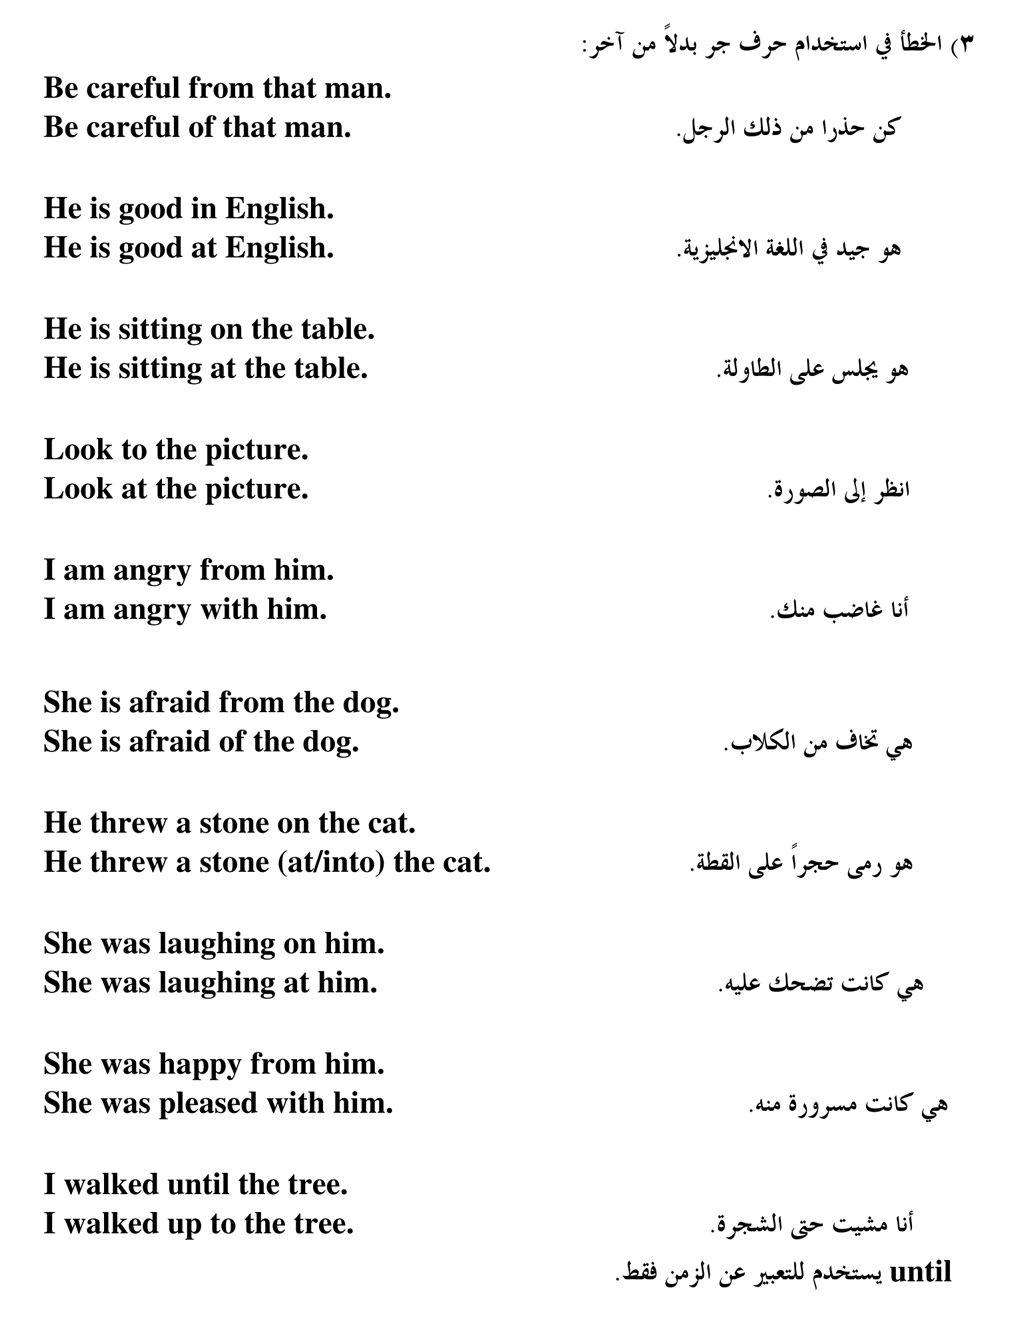 ٣) الخطأ في استخدام حرف جر بدلاً من آخر:
Be careful from that man.
Be careful of that man. كن حذرا من ذلك الرجل.
He is good in English.
He is good at English. هو جيد في اللغة الانجليزية.
He is sitting on the table.
He is sitting at the table. هو يجلس على الطاولة.
Look to the picture.
Look at the picture. انظر إلى الصورة.
I am angry from him.
I am angry with him. أنا غاضب منك.
She is afraid from the dog.
She is afraid of the dog. هي تخاف من الكلاب.
He threw a stone on the cat.
He threw a stone (at/into) the cat. هو رمى حجراً على القطة.
She was laughing on him.
She was laughing at him. هي كانت تضحك عليه.
She was happy from him.
She was pleased with him. هي كانت مسرورة منه.
I walked until the tree.
I walked up to the tree. أنا مشيت حتى الشجرة.
until يستخدم للتعبير عن الزمن فقط.